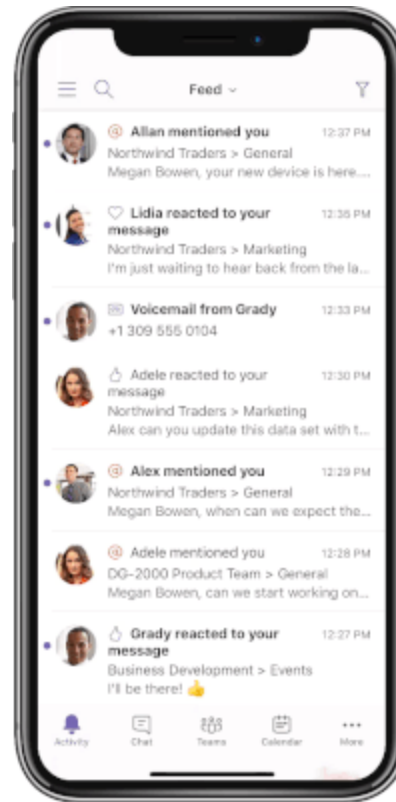 Feed
Allan mentioned you 12:37 PM
Northwind Traders > General
Megan Bowen, your new device is here....
Lidia reacted to your 12:35 PM
message
Northwind Traders > Marketing
I'm just waiting to hear back from the la...
Voicemail from Grady 12:33 PM
+1 309 555 0104
Adele reacted to your 12:30 PM
message
Northwind Traders > Marketing
Alex can you update this data set with t...
Alex mentioned you 12:29 PM
Northwind Traders > General
Megan Bowen, when can we expect the...
Adele mentioned you 12:28 PM
DG-2000 Product Team > General
Megan Bowen, can we start working on...
Grady reacted to your 12:27 PM
message
Business Development > Events
I'll be there! 👍
Activity Chat Teams Calendar More